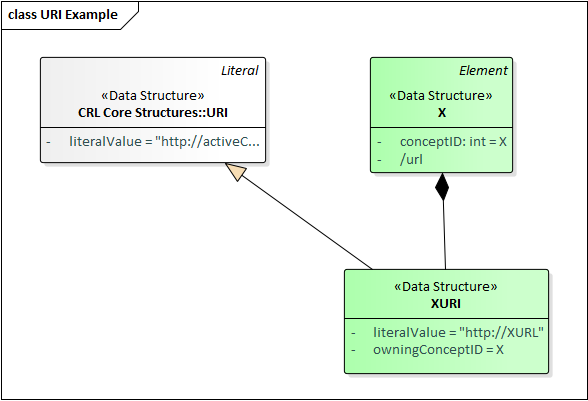 class URI Example
Literal
«Data Structure»
CRL Core Structures::URI
- literalValue = "http://activeC...
Element
«Data Structure»
X
- conceptID: int = X
- /url
«Data Structure»
XURI
- literalValue = "http://XURL"
- owningConceptID = X